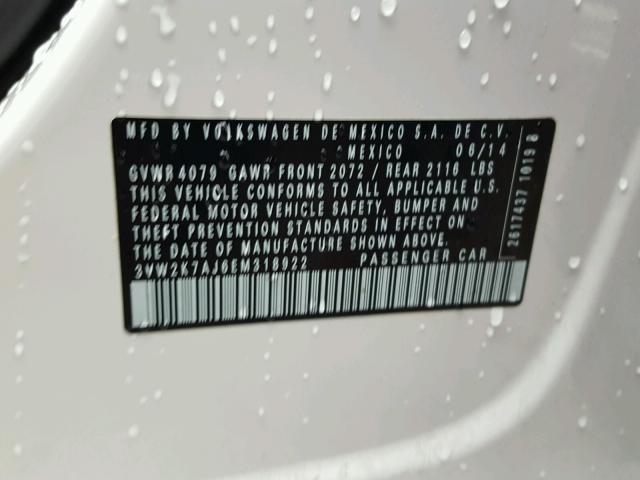 MFD BY VOLKSWAGEN DE MEXICO S.A. DE C.V.
MEXICO 06/14
GVWR 4079 GAWR FRONT 2072 / REAR 2116 LBS
THIS VEHICLE CONFORMS TO ALL APPLICABLE U.S.
FEDERAL MOTOR VEHICLE SAFETY, BUMPER AND
THEFT PREVENTION STANDARDS IN EFFECT ON
THE DATE OF MANUFACTURE SHOWN ABOVE.
3VW2K7AJ6EM318922 PASSENGER CAR
2617437 10198